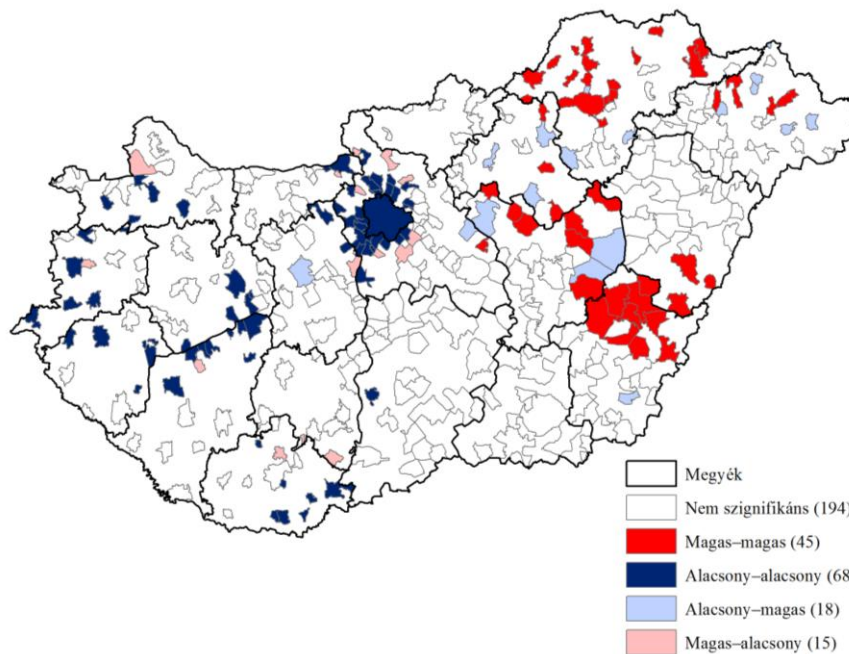 Megyék
Nem szignifikáns (194)
Magas–magas (45)
Alacsony–alacsony (68
Alacsony–magas (18)
Magas–alacsony (15)